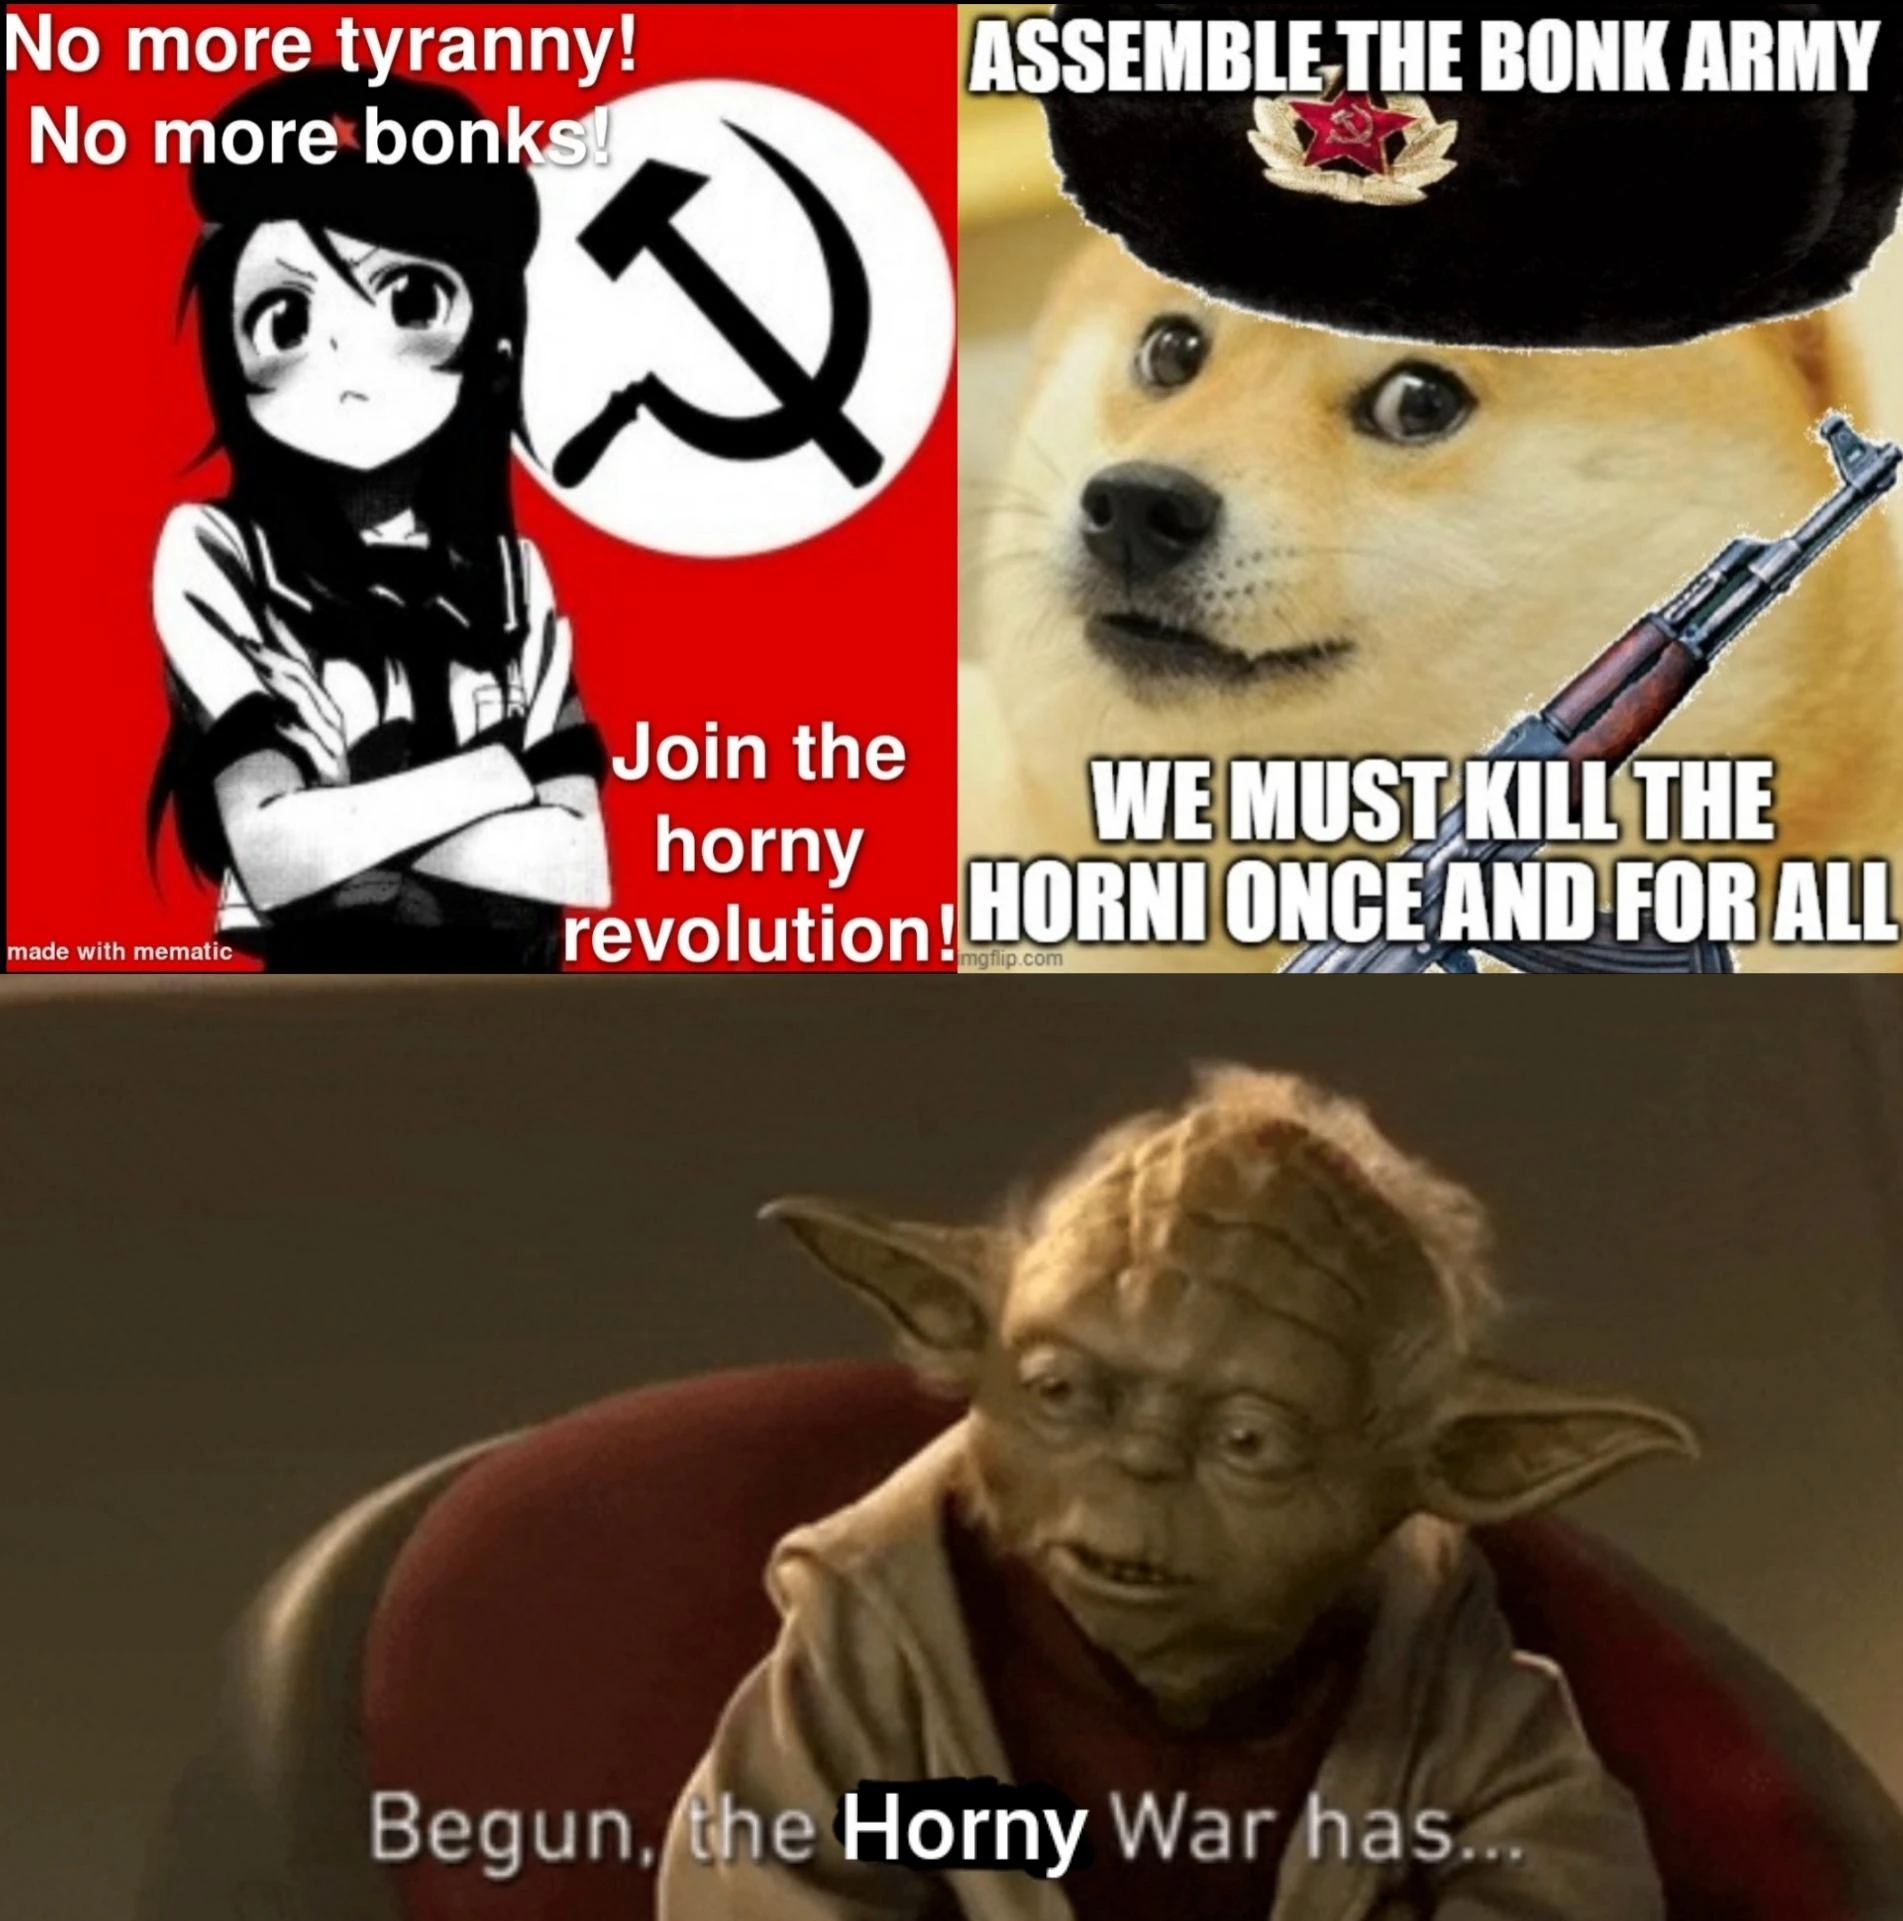 No more tyranny!
No more bonks!
Join the
horny
revolution!
made with mematic
ASSEMBLE THE BONK ARMY
WE MUST KILL THE
HORNI ONCE AND FOR ALL
imgflip.com
Begun, the Horny War has...